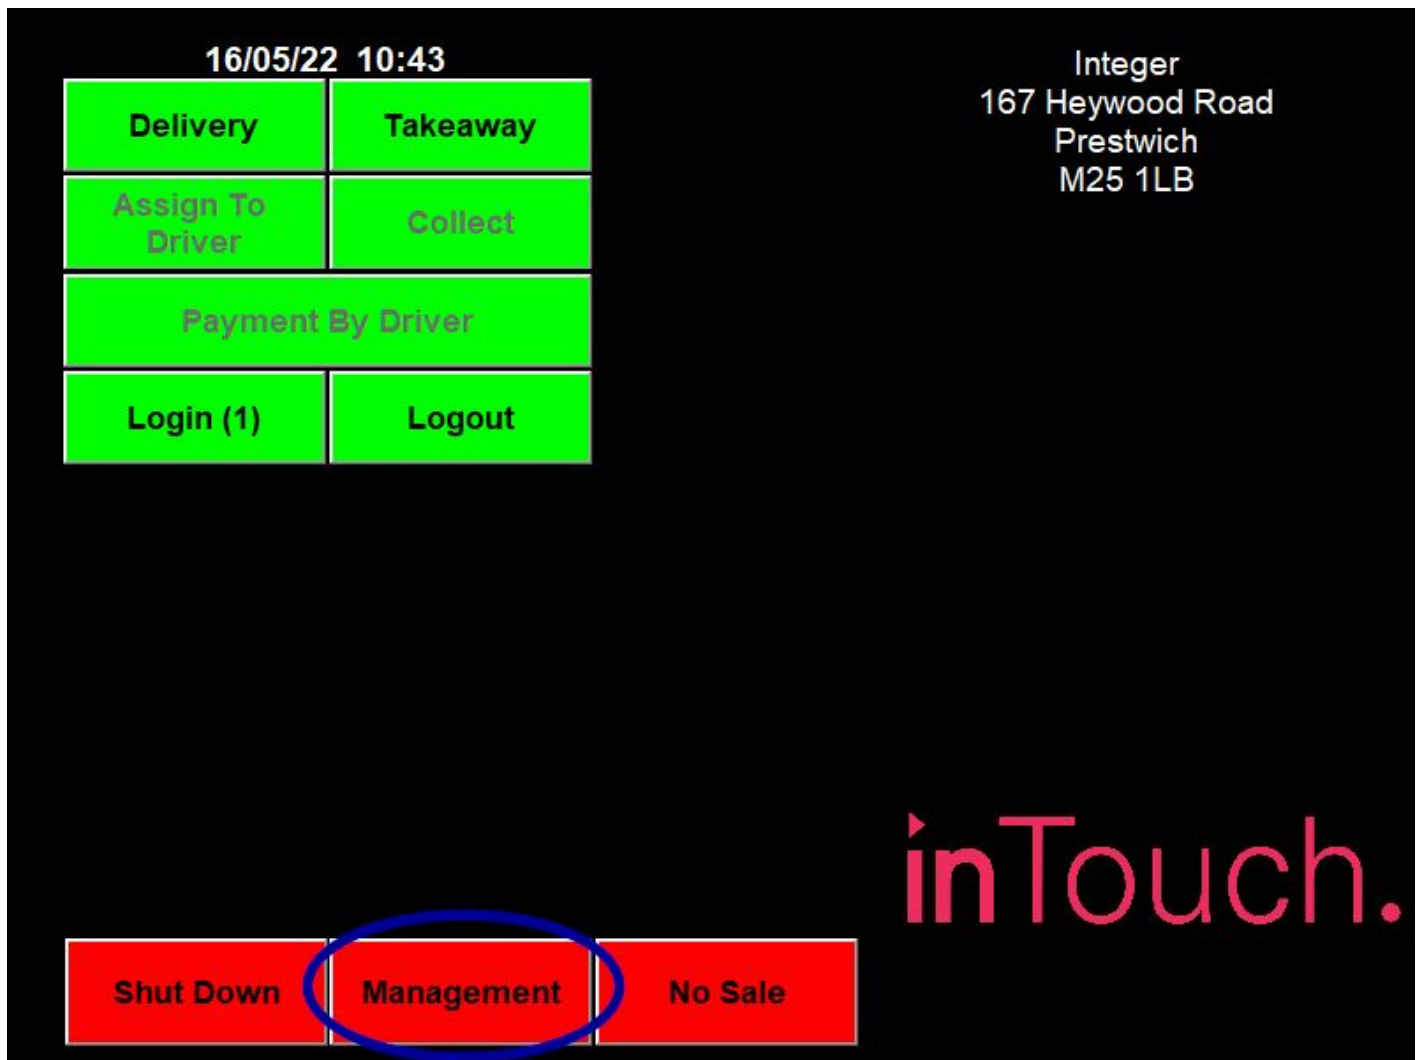 16/05/22 10:43
Delivery
Takeaway
Assign To
Driver
Collect
Payment By Driver
Login (1)
Logout
Integer
167 Heywood Road
Prestwich
M25 1LB
inTouch.
Shut Down
Management
No Sale